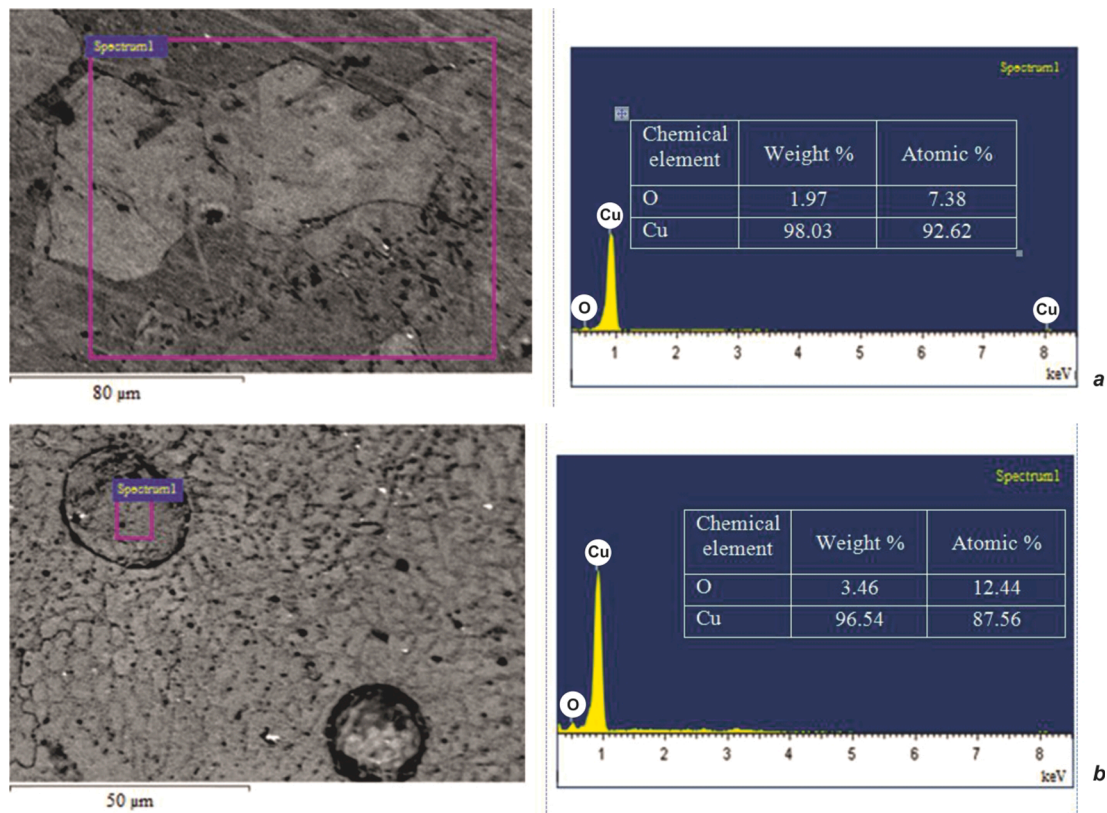 Spectrum1
80 µm
Spectrum1
Chemical element Weight % Atomic %
O 1.97 7.38
Cu 98.03 92.62
Cu
O
Cu
1 2 3 4 5 6 7 8
keV
a
Spectrum1
50 µm
Spectrum1
Chemical element Weight % Atomic %
O 3.46 12.44
Cu 96.54 87.56
Cu
O
1 2 3 4 5 6 7 8
keV
b